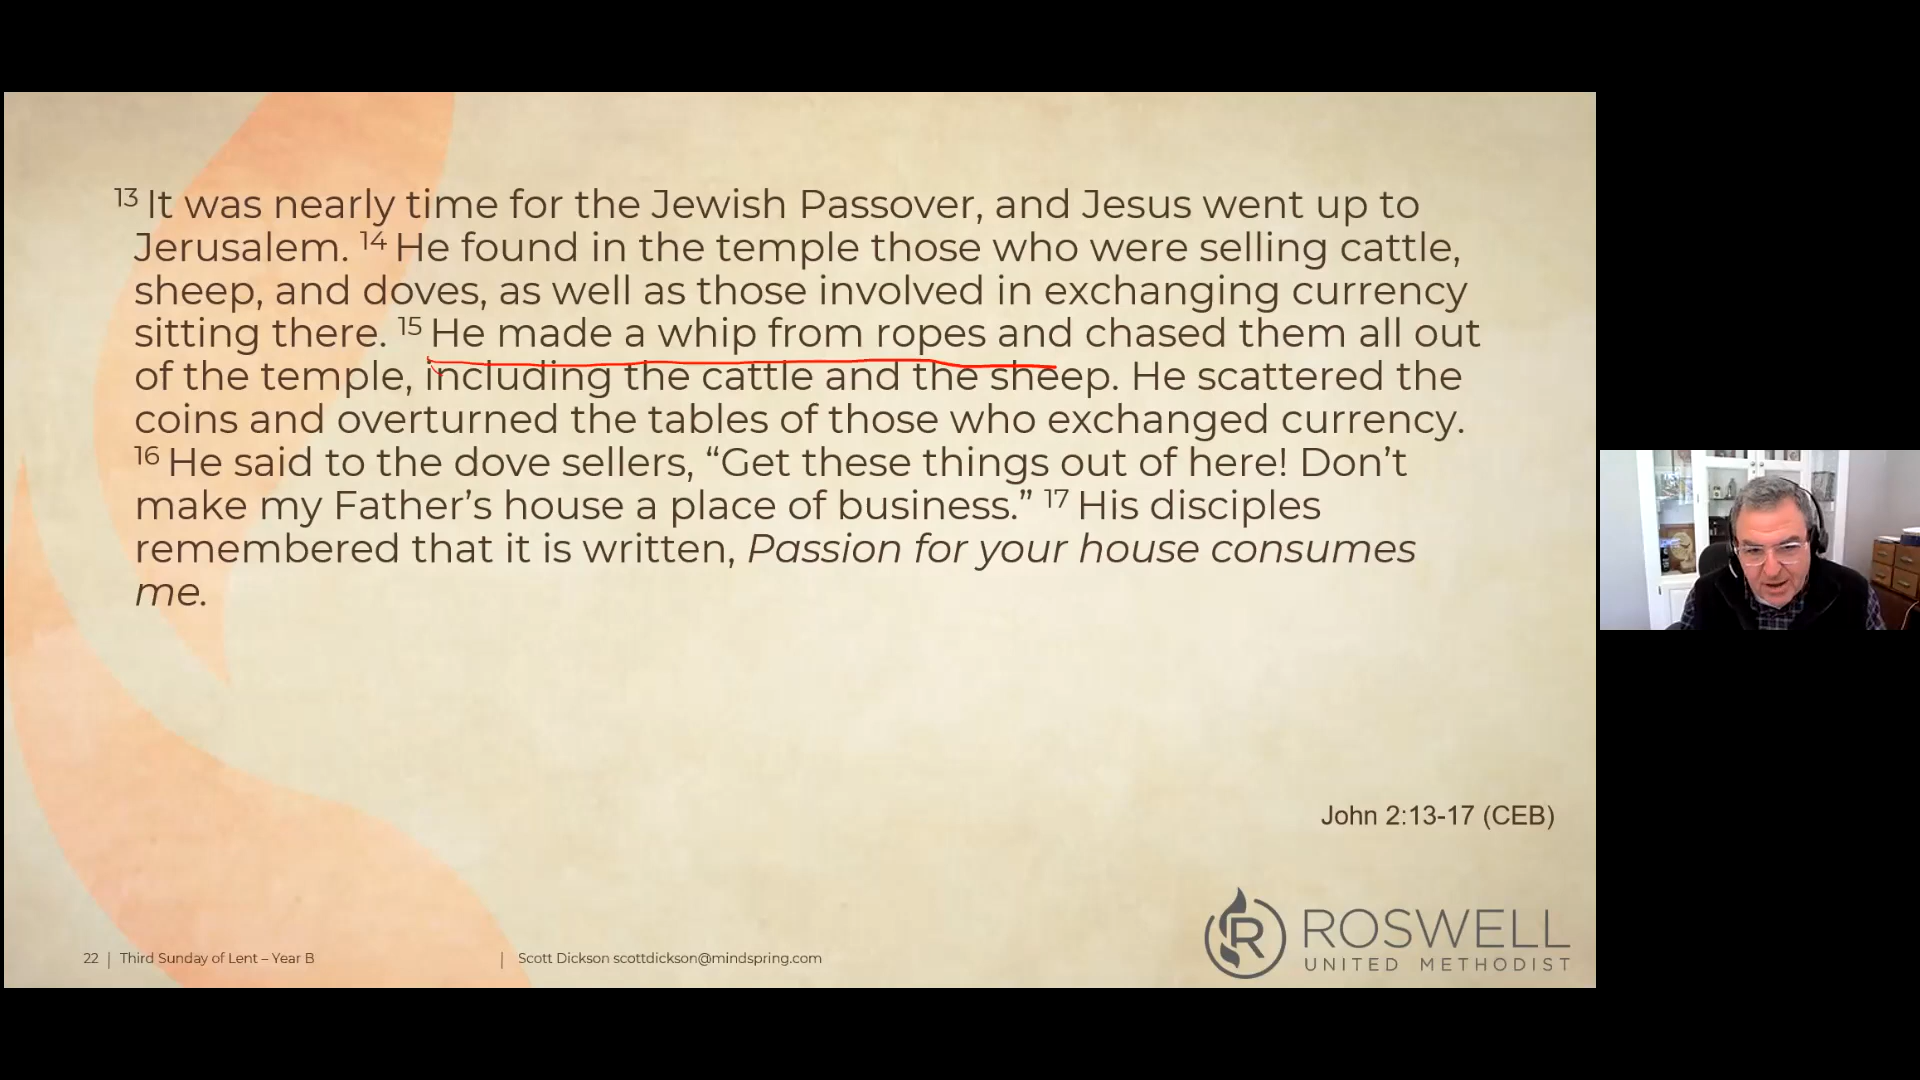 13 It was nearly time for the Jewish Passover, and Jesus went up to
Jerusalem. 14 He found in the temple those who were selling cattle,
sheep, and doves, as well as those involved in exchanging currency
sitting there. 15 He made a whip from ropes and chased them all out
of the temple, including the cattle and the sheep. He scattered the
coins and overturned the tables of those who exchanged currency.
16 He said to the dove sellers, “Get these things out of here! Don’t
make my Father’s house a place of business.” 17 His disciples
remembered that it is written, Passion for your house consumes
me.
John 2:13-17 (CEB)
R ROSWELL
UNITED METHODIST
22 | Third Sunday of Lent – Year B | Scott Dickson scottdickson@mindspring.com